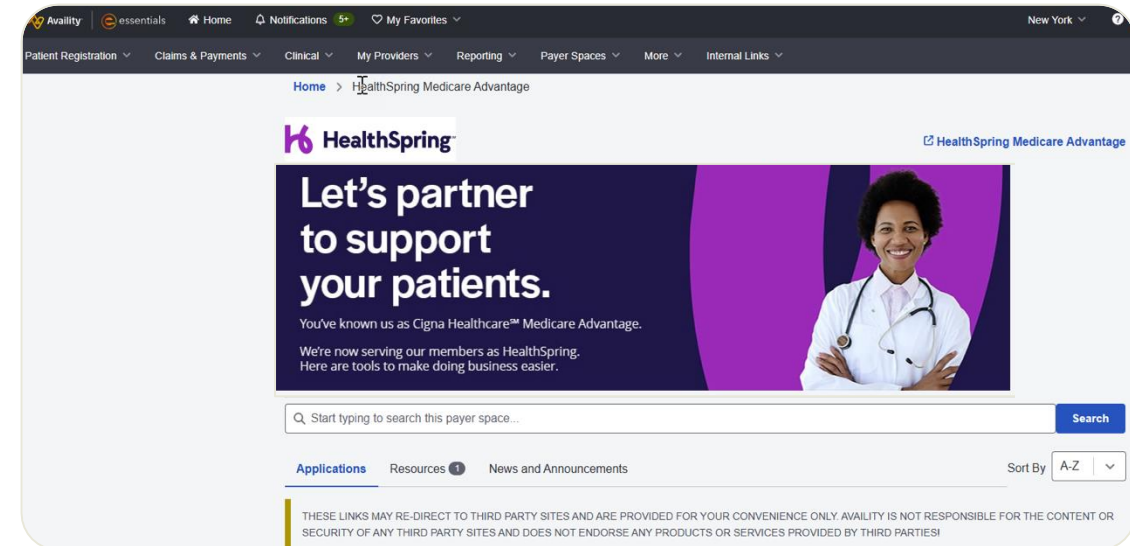 Availity essentials Home Notifications 5+ My Favorites New York ?
Patient Registration Claims & Payments Clinical My Providers Reporting Payer Spaces More Internal Links
Home > HealthSpring Medicare Advantage
HealthSpring
HealthSpring Medicare Advantage
Let's partner
to support
your patients.
You've known us as Cigna Healthcare℠ Medicare Advantage.
We're now serving our members as HealthSpring.
Here are tools to make doing business easier.
Start typing to search this payer space...
Search
Applications Resources 1 News and Announcements
Sort By A-Z
THESE LINKS MAY RE-DIRECT TO THIRD PARTY SITES AND ARE PROVIDED FOR YOUR CONVENIENCE ONLY. AVAILITY IS NOT RESPONSIBLE FOR THE CONTENT OR
SECURITY OF ANY THIRD PARTY SITES AND DOES NOT ENDORSE ANY PRODUCTS OR SERVICES PROVIDED BY THIRD PARTIES!